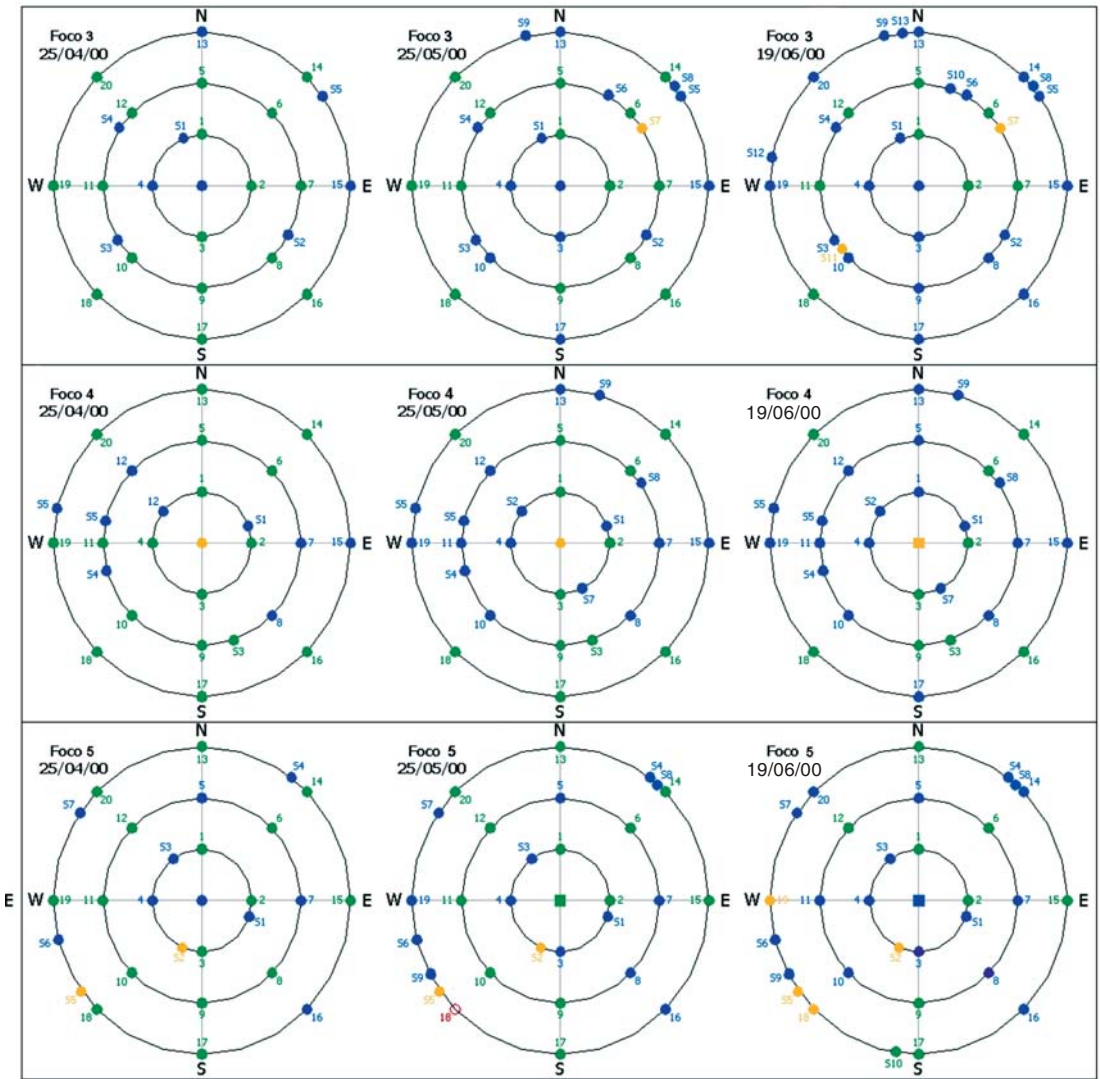 Foco 3
25/04/00
N
13
14
S5
20
5
12
6
S4
S1
1
W
19
11
4
2
7
15
E
S3
S2
3
10
8
18
9
16
17
S
Foco 3
25/05/00
N
S9
13
14
S8
S5
20
5
S6
12
6
S7
S4
S1
1
W
19
11
4
2
7
15
E
S3
S2
3
10
8
18
9
16
17
S
Foco 3
19/06/00
N
S9
S13
13
14
S8
S5
20
5
S10
S6
12
6
S7
S4
S1
1
S12
W
19
11
4
2
7
15
E
S3
S2
S11
3
10
8
18
9
16
17
S
Foco 4
25/04/00
N
13
14
20
5
12
6
S5
12
1
S5
S1
W
19
11
4
2
7
15
E
S4
3
10
8
S3
18
9
16
17
S
Foco 4
25/05/00
N
S9
13
14
20
5
12
6
S8
S5
S2
1
S5
S1
W
19
11
4
2
7
15
E
S4
S7
3
10
8
S3
18
9
16
17
S
Foco 4
19/06/00
N
S9
13
14
20
5
12
6
S8
S5
S2
1
S5
S1
W
19
11
4
2
7
15
E
S4
S7
3
10
8
S3
18
9
16
17
S
Foco 5
25/04/00
N
13
S4
14
20
5
S7
12
6
S3
1
E
W
19
11
4
2
7
15
E
S1
S6
S2
3
S5
10
8
18
9
16
17
S
Foco 5
25/05/00
N
13
S4
S8
14
20
5
S7
12
6
S3
1
W
19
11
4
2
7
15
E
S1
S6
S2
3
S9
S5
10
8
18
9
16
17
S
Foco 5
19/06/00
N
13
S4
S8
14
20
5
S7
12
6
S3
1
W
19
11
4
2
7
15
E
S1
S6
S2
3
S9
S5
10
8
18
9
16
17
S10
S